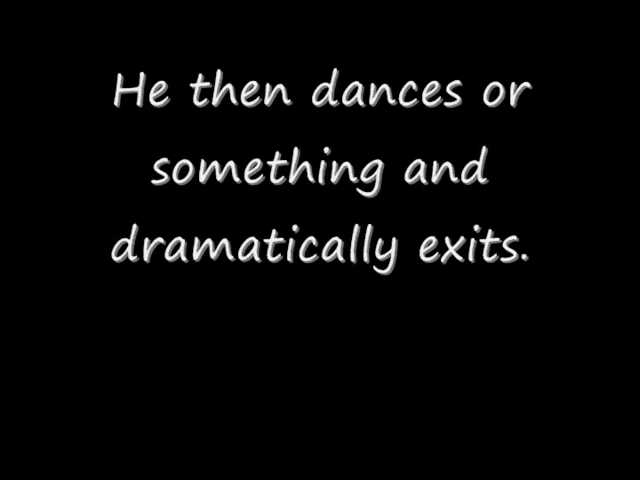 He then dances or
something and
dramatically exits.